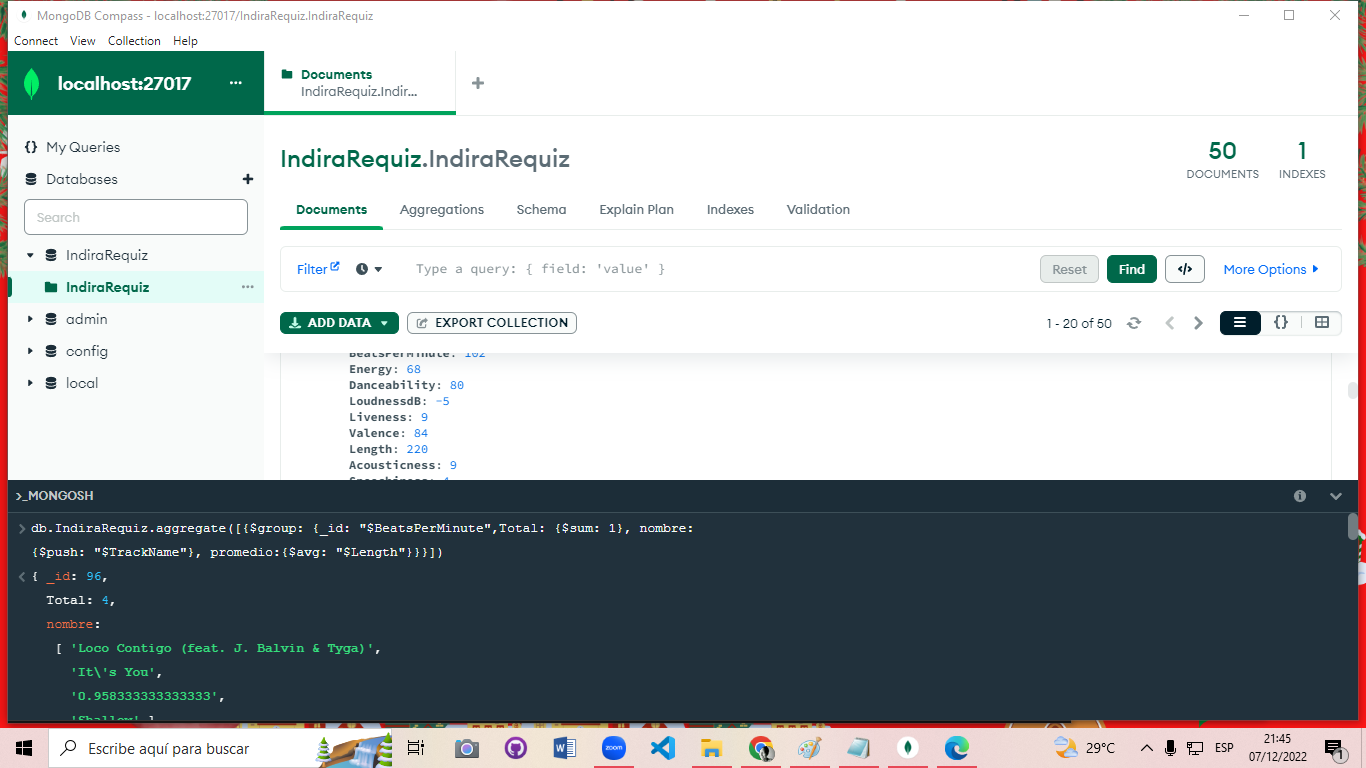 MongoDB Compass - localhost:27017/IndiraRequiz.IndiraRequiz
Connect View Collection Help
localhost:27017 ...
Documents
IndiraRequiz.Indir...
+
{} My Queries
Databases +
Search
IndiraRequiz
IndiraRequiz ...
admin
config
local
IndiraRequiz.IndiraRequiz
50
DOCUMENTS
1
INDEXES
Documents Aggregations Schema Explain Plan Indexes Validation
Filter Type a query: { field: 'value' } Reset Find </> More Options
ADD DATA EXPORT COLLECTION 1 - 20 of 50 {}
BeatsPerMinute: 102
Energy: 68
Danceability: 80
LoudnessdB: -5
Liveness: 9
Valence: 84
Length: 220
Acousticness: 9
>_MONGOSH
db.IndiraRequiz.aggregate([{$group: {_id: "$BeatsPerMinute",Total: {$sum: 1}, nombre:
{$push: "$TrackName"}, promedio:{$avg: "$Length"}}}])
{ _id: 96,
Total: 4,
nombre:
[ 'Loco Contigo (feat. J. Balvin & Tyga)',
'It\'s You',
'0.958333333333333',
'Shallow' ]
Escribe aquí para buscar
zoom
29°C
ESP
21:45
07/12/2022
1